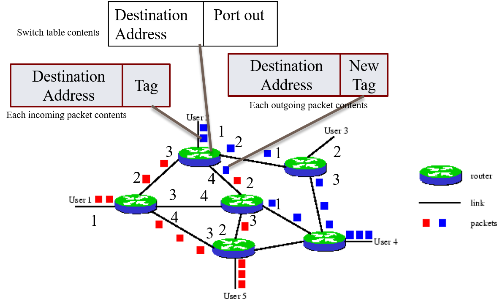 Destination
Address
Port out
Switch table contents
Destination
Address
Tag
Each incoming packet contents
Destination
Address
New
Tag
Each outgoing packet contents
User
1
2
User 3
3
1
2
4
3
2
3
4
2
User 1
1
4
1
3
3
2
User 4
User 5
router
link
packets